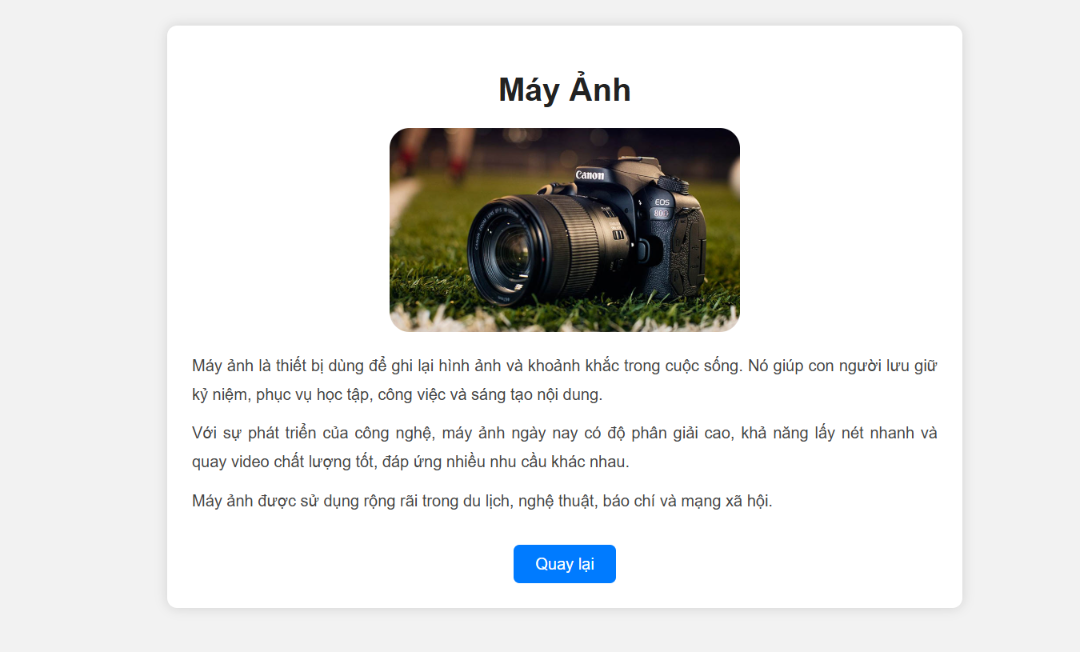 Máy Ảnh
Canon
EOS
80D
Máy ảnh là thiết bị dùng để ghi lại hình ảnh và khoảnh khắc trong cuộc sống. Nó giúp con người lưu giữ
kỷ niệm, phục vụ học tập, công việc và sáng tạo nội dung.
Với sự phát triển của công nghệ, máy ảnh ngày nay có độ phân giải cao, khả năng lấy nét nhanh và
quay video chất lượng tốt, đáp ứng nhiều nhu cầu khác nhau.
Máy ảnh được sử dụng rộng rãi trong du lịch, nghệ thuật, báo chí và mạng xã hội.
Quay lại